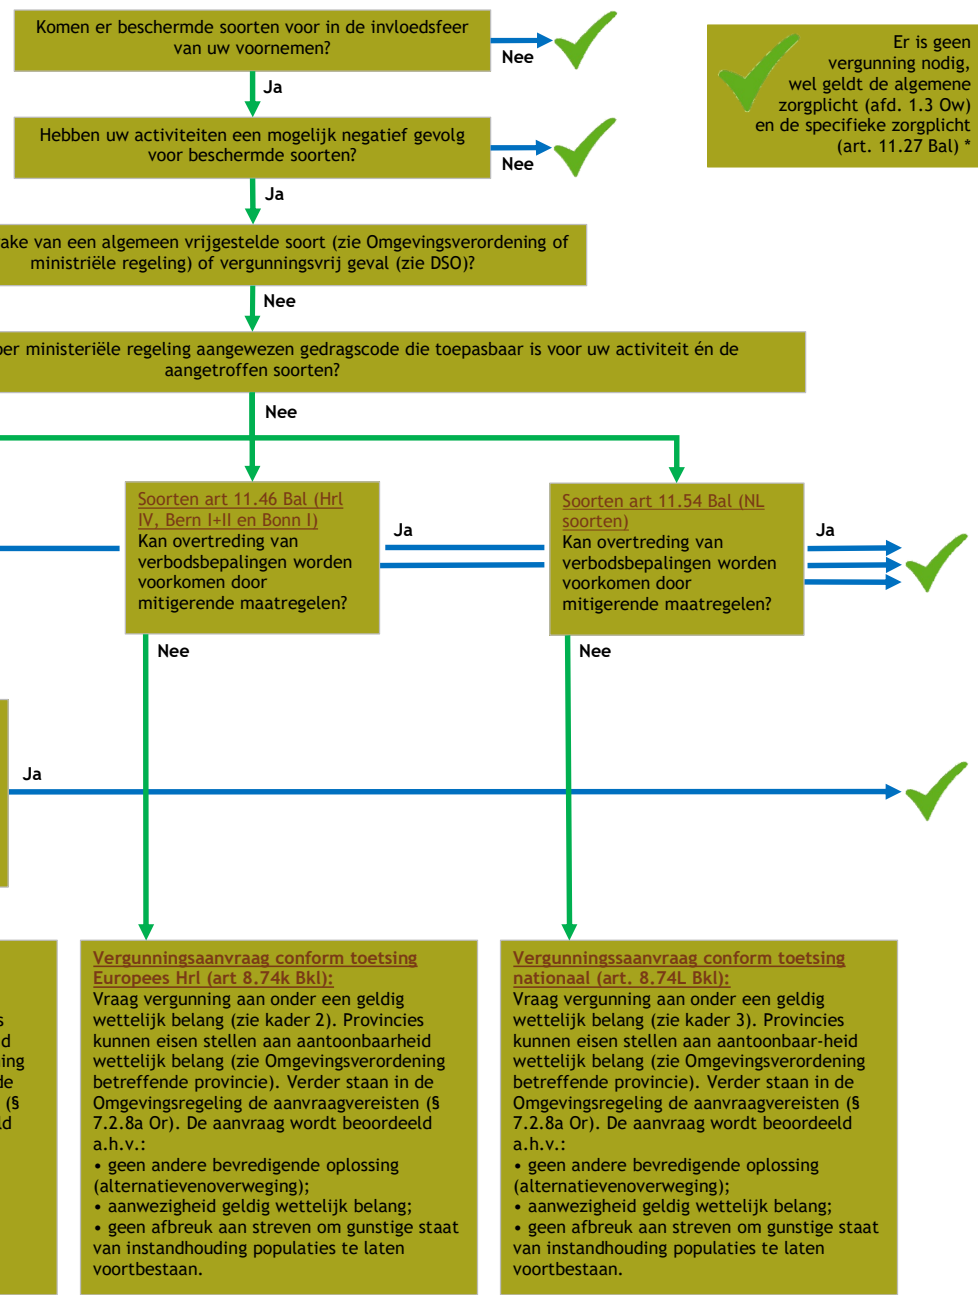 Komen er beschermde soorten voor in de invloedsfeer
van uw voornemen?
Nee
Er is geen
vergunning nodig,
wel geldt de algemene
zorgplicht (afd. 1.3 Ow)
en de specifieke zorgplicht
(art. 11.27 Bal) *
Ja
Hebben uw activiteiten een mogelijk negatief gevolg
voor beschermde soorten?
Nee
Ja
ake van een algemeen vrijgestelde soort (zie Omgevingsverordening of
ministriële regeling) of vergunningsvrij geval (zie DSO)?
Nee
per ministeriële regeling aangewezen gedragscode die toepasbaar is voor uw activiteit én de
aangetroffen soorten?
Nee
Soorten art 11.46 Bal (Hrl
IV, Bern I+II en Bonn I)
Kan overtreding van
verbodsbepalingen worden
voorkomen door
mitigerende maatregelen?
Ja
Soorten art 11.54 Bal (NL
soorten)
Kan overtreding van
verbodsbepalingen worden
voorkomen door
mitigerende maatregelen?
Ja
Nee
Nee
Ja
s
d
ing
de
(§
ld
Vergunningsaanvraag conform toetsing
Europees Hrl (art 8.74k Bkl):
Vraag vergunning aan onder een geldig
wettelijk belang (zie kader 2). Provincies
kunnen eisen stellen aan aantoonbaarheid
wettelijk belang (zie Omgevingsverordening
betreffende provincie). Verder staan in de
Omgevingsregeling de aanvraagvereisten (§
7.2.8a Or). De aanvraag wordt beoordeeld
a.h.v.:
• geen andere bevredigende oplossing
(alternatievenoverweging);
• aanwezigheid geldig wettelijk belang;
• geen afbreuk aan streven om gunstige staat
van instandhouding populaties te laten
voortbestaan.
Vergunningssaanvraag conform toetsing
nationaal (art. 8.74L Bkl):
Vraag vergunning aan onder een geldig
wettelijk belang (zie kader 3). Provincies
kunnen eisen stellen aan aantoonbaar-heid
wettelijk belang (zie Omgevingsverordening
betreffende provincie). Verder staan in de
Omgevingsregeling de aanvraagvereisten (§
7.2.8a Or). De aanvraag wordt beoordeeld
a.h.v.:
• geen andere bevredigende oplossing
(alternatievenoverweging);
• aanwezigheid geldig wettelijk belang;
• geen afbreuk aan streven om gunstige staat
van instandhouding populaties te laten
voortbestaan.